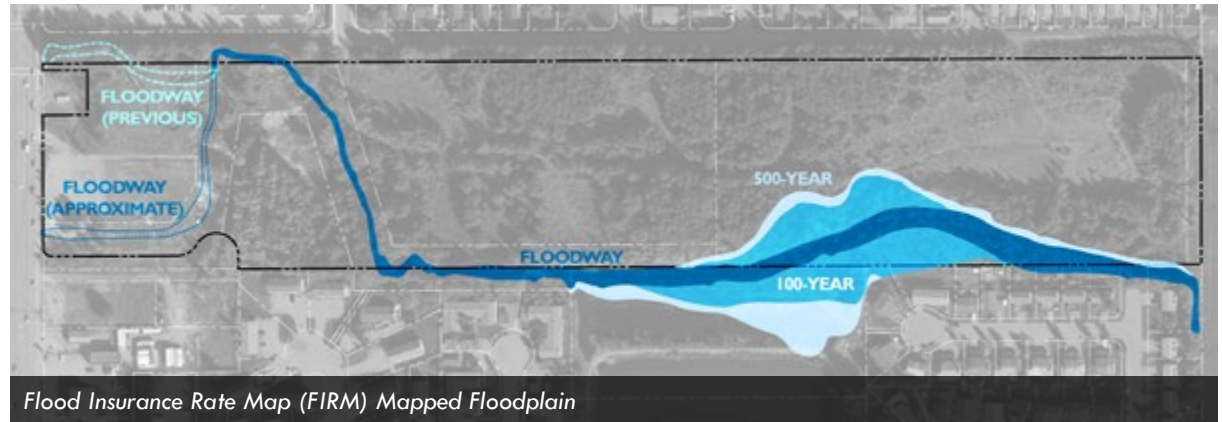 FLOODWAY
(PREVIOUS)
FLOODWAY
(APPROXIMATE)
500-YEAR
FLOODWAY
100-YEAR
Flood Insurance Rate Map (FIRM) Mapped Floodplain